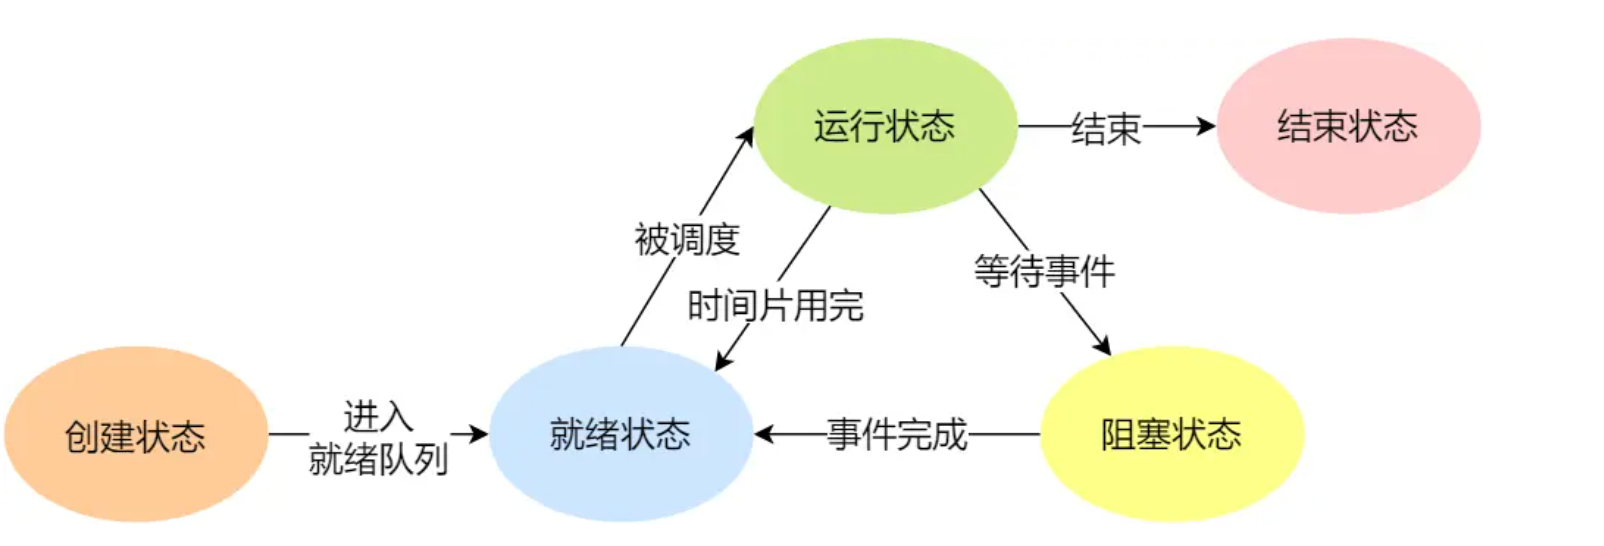 运行状态
结束
结束状态
被调度
时间片用完
等待事件
创建状态
进入
就绪队列
就绪状态
事件完成
阻塞状态